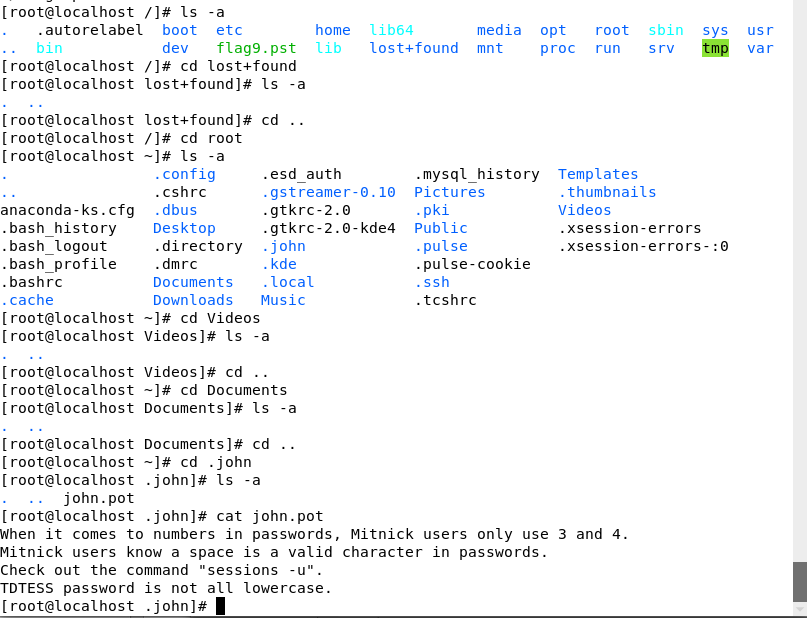 [root@localhost /]# ls -a
.   .autorelabel  boot  etc        home  lib64       media  opt   root  sbin  sys  usr
..  bin           dev   flag9.pst  lib   lost+found  mnt    proc  run   srv   tmp  var
[root@localhost /]# cd lost+found
[root@localhost lost+found]# ls -a
.  ..
[root@localhost lost+found]# cd ..
[root@localhost /]# cd root
[root@localhost ~]# ls -a
.                .config     .esd_auth        .mysql_history  Templates
..               .cshrc      .gstreamer-0.10  Pictures        .thumbnails
anaconda-ks.cfg  .dbus       .gtkrc-2.0       .pki            Videos
.bash_history    Desktop     .gtkrc-2.0-kde4  Public          .xsession-errors
.bash_logout     .directory  .john            .pulse          .xsession-errors-:0
.bash_profile    .dmrc       .kde             .pulse-cookie
.bashrc          Documents   .local           .ssh
.cache           Downloads   Music            .tcshrc
[root@localhost ~]# cd Videos
[root@localhost Videos]# ls -a
.  ..
[root@localhost Videos]# cd ..
[root@localhost ~]# cd Documents
[root@localhost Documents]# ls -a
.  ..
[root@localhost Documents]# cd ..
[root@localhost ~]# cd .john
[root@localhost .john]# ls -a
.  ..  john.pot
[root@localhost .john]# cat john.pot
When it comes to numbers in passwords, Mitnick users only use 3 and 4.
Mitnick users know a space is a valid character in passwords.
Check out the command "sessions -u".
TDTESS password is not all lowercase.
[root@localhost .john]#